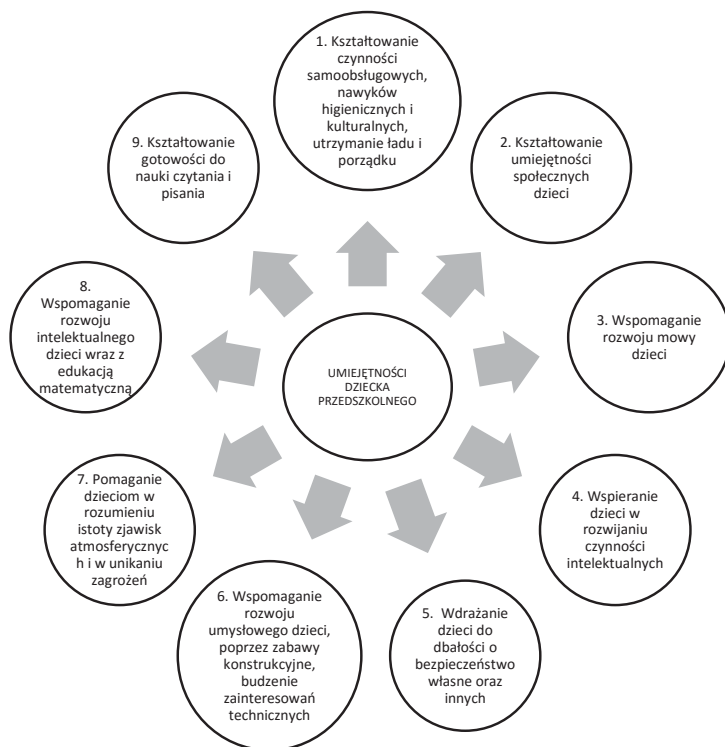 1. Kształtowanie
czynności
samoobsługowych,
nawyków
higienicznych i
kulturalnych,
utrzymanie ładu i
porządku
2. Kształtowanie
umiejętności
społecznych
dzieci
3. Wspomaganie
rozwoju mowy
dzieci
4. Wspieranie
dzieci w
rozwijaniu
czynności
intelektualnych
5. Wdrażanie
dzieci do
dbałości o
bezpieczeństwo
własne oraz
innych
6. Wspomaganie
rozwoju
umysłowego dzieci,
poprzez zabawy
konstrukcyjne,
budzenie
zainteresowań
technicznych
7. Pomaganie
dzieciom w
rozumieniu
istoty zjawisk
atmosferycznyc
h i w unikaniu
zagrożeń
8.
Wspomaganie
rozwoju
intelektualnego
dzieci wraz z
edukacją
matematyczną
9. Kształtowanie
gotowości do
nauki czytania i
pisania
UMIEJĘTNOŚCI
DZIECKA
PRZEDSZKOLNEGO